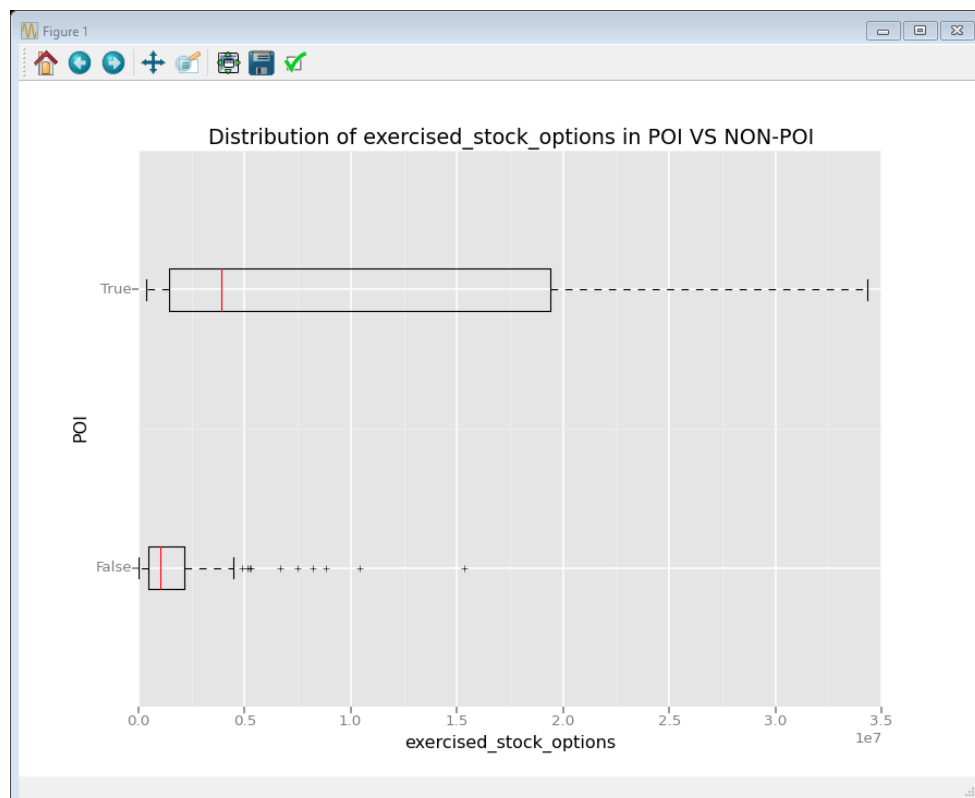 Figure 1
Distribution of exercised_stock_options in POI VS NON-POI
True
POI
False
0.0 0.5 1.0 1.5 2.0 2.5 3.0 3.5
1e7
exercised_stock_options